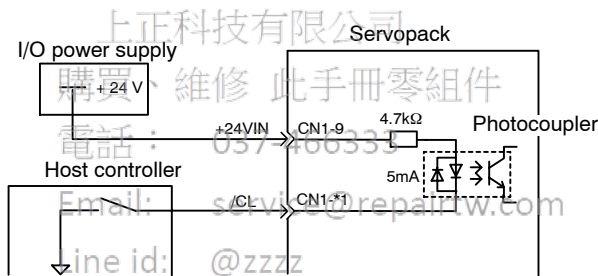 上正科技有限公司
I/O power supply
Servopack
購買、維修 此手冊零組件
+ 24 V
+24VIN
CN1-9
4.7kΩ
Photocoupler
電話： 037-466333
Host controller
5mA
/CL
CN1-*1
Email: service@repairtw.com
Line id: @zzzz